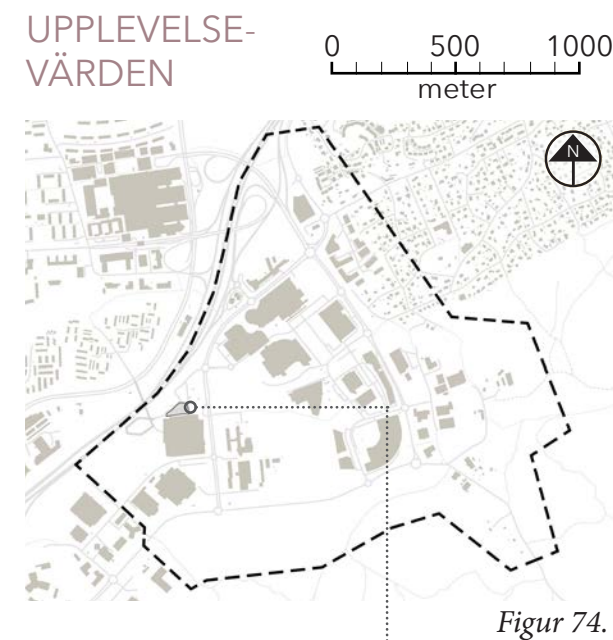 UPPLEVELSE-
VÄRDEN
0 500 1000
meter
N
Figur 74.